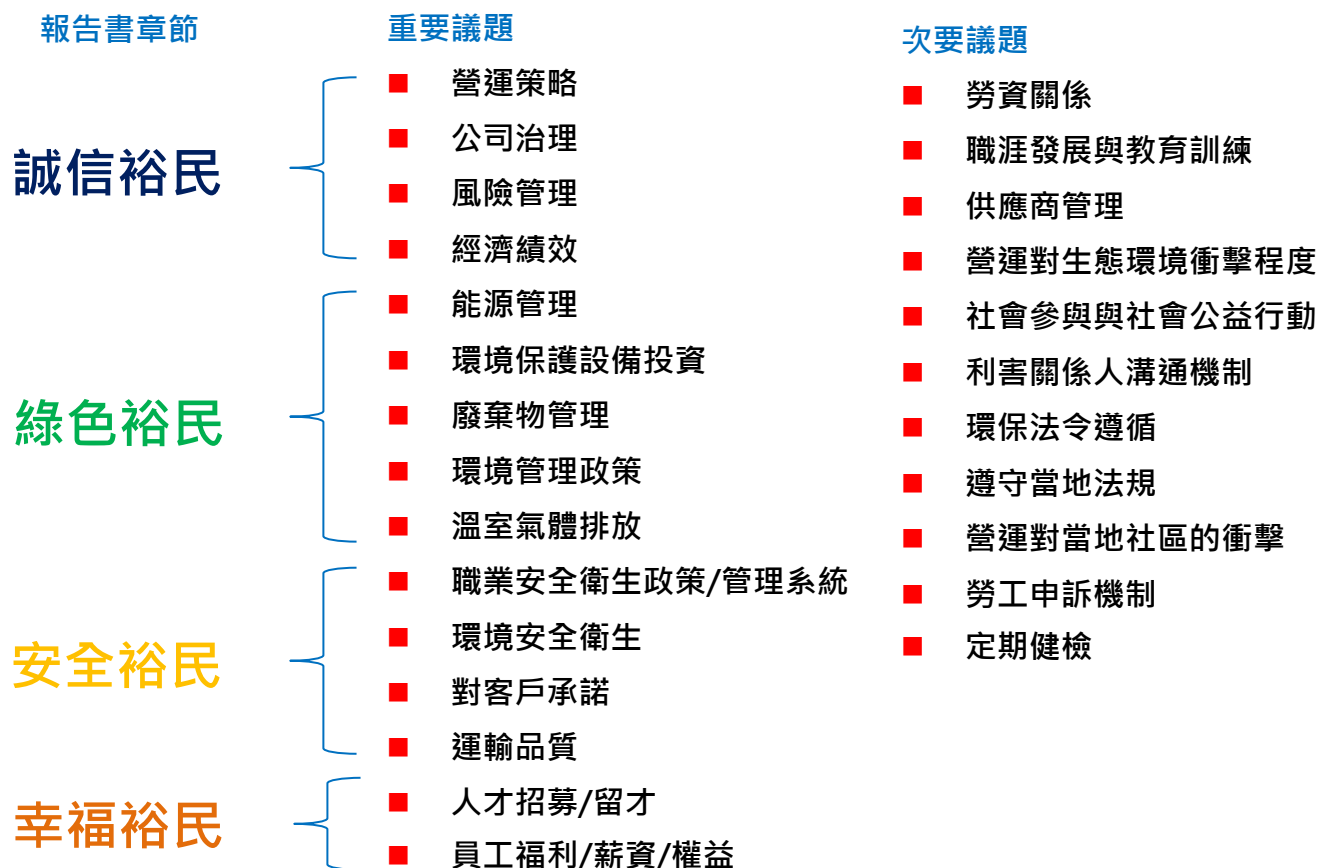 報告書章節
誠信裕民
綠色裕民
安全裕民
幸福裕民
重要議題
營運策略
公司治理
風險管理
經濟績效
能源管理
環境保護設備投資
廢棄物管理
環境管理政策
溫室氣體排放
職業安全衛生政策/管理系統
環境安全衛生
對客戶承諾
運輸品質
人才招募/留才
員工福利/薪資/權益
次要議題
勞資關係
職涯發展與教育訓練
供應商管理
營運對生態環境衝擊程度
社會參與與社會公益行動
利害關係人溝通機制
環保法令遵循
遵守當地法規
營運對當地社區的衝擊
勞工申訴機制
定期健檢